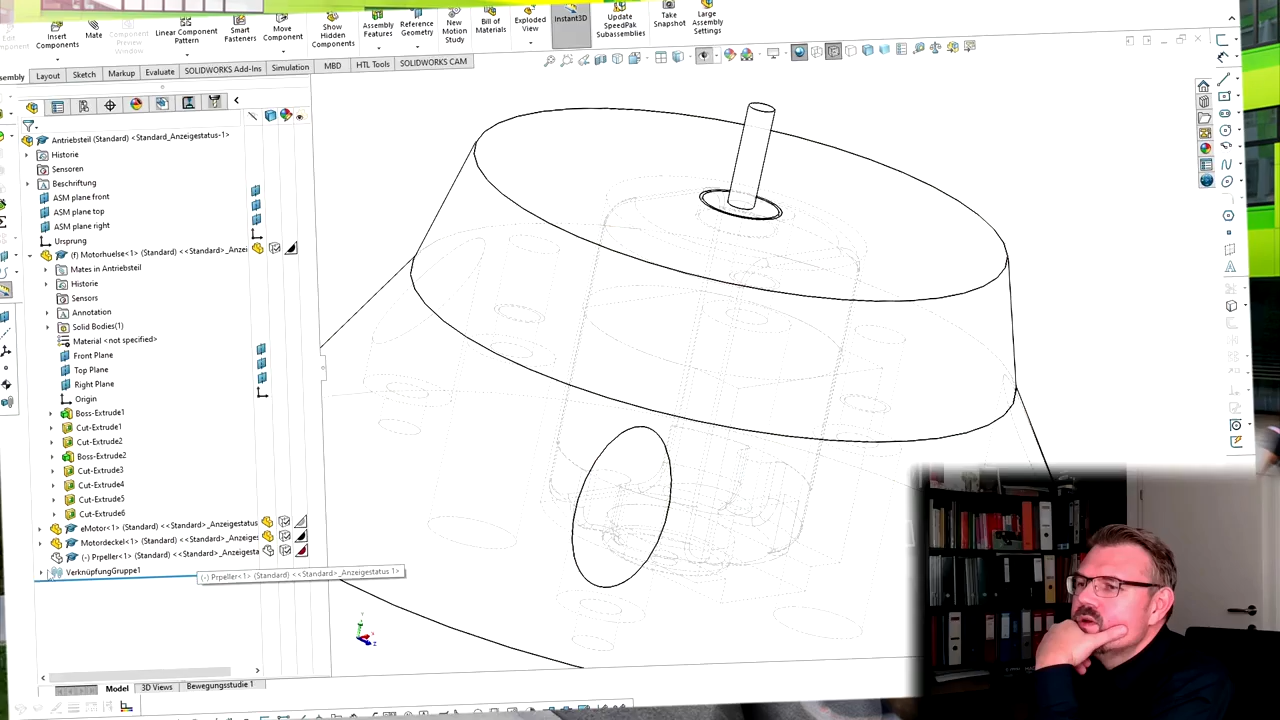 Insert Components
Mate
Component Preview Window
Linear Component Pattern
Smart Fasteners
Move Component
Show Hidden Components
Assembly Features
Reference Geometry
New Motion Study
Bill of Materials
Exploded View
Instant3D
Update SpeedPak Subassemblies
Take Snapshot
Large Assembly Settings
Layout
Sketch
Markup
Evaluate
SOLIDWORKS Add-Ins
Simulation
MBD
HTL Tools
SOLIDWORKS CAM
Antriebsteil (Standard) <Standard_Anzeigestatus-1>
Historie
Sensoren
Beschriftung
ASM plane front
ASM plane top
ASM plane right
Ursprung
(f) Motorhuelse<1> (Standard) <<Standard>_Anzei
Mates in Antriebsteil
Historie
Sensors
Annotation
Solid Bodies(1)
Material <not specified>
Front Plane
Top Plane
Right Plane
Origin
Boss-Extrude1
Cut-Extrude1
Cut-Extrude2
Boss-Extrude2
Cut-Extrude3
Cut-Extrude4
Cut-Extrude5
Cut-Extrude6
eMotor<1> (Standard) <<Standard>_Anzeigestatus
Motordeckel<1> (Standard) <<Standard>_Anzeiges
(-) Prpeller<1> (Standard) <<Standard>_Anzeigesta
VerknüpfungGruppe1
(-) Prpeller<1> (Standard) <<Standard>_Anzeigestatus 1>
Model
3D Views
Bewegungsstudie 1